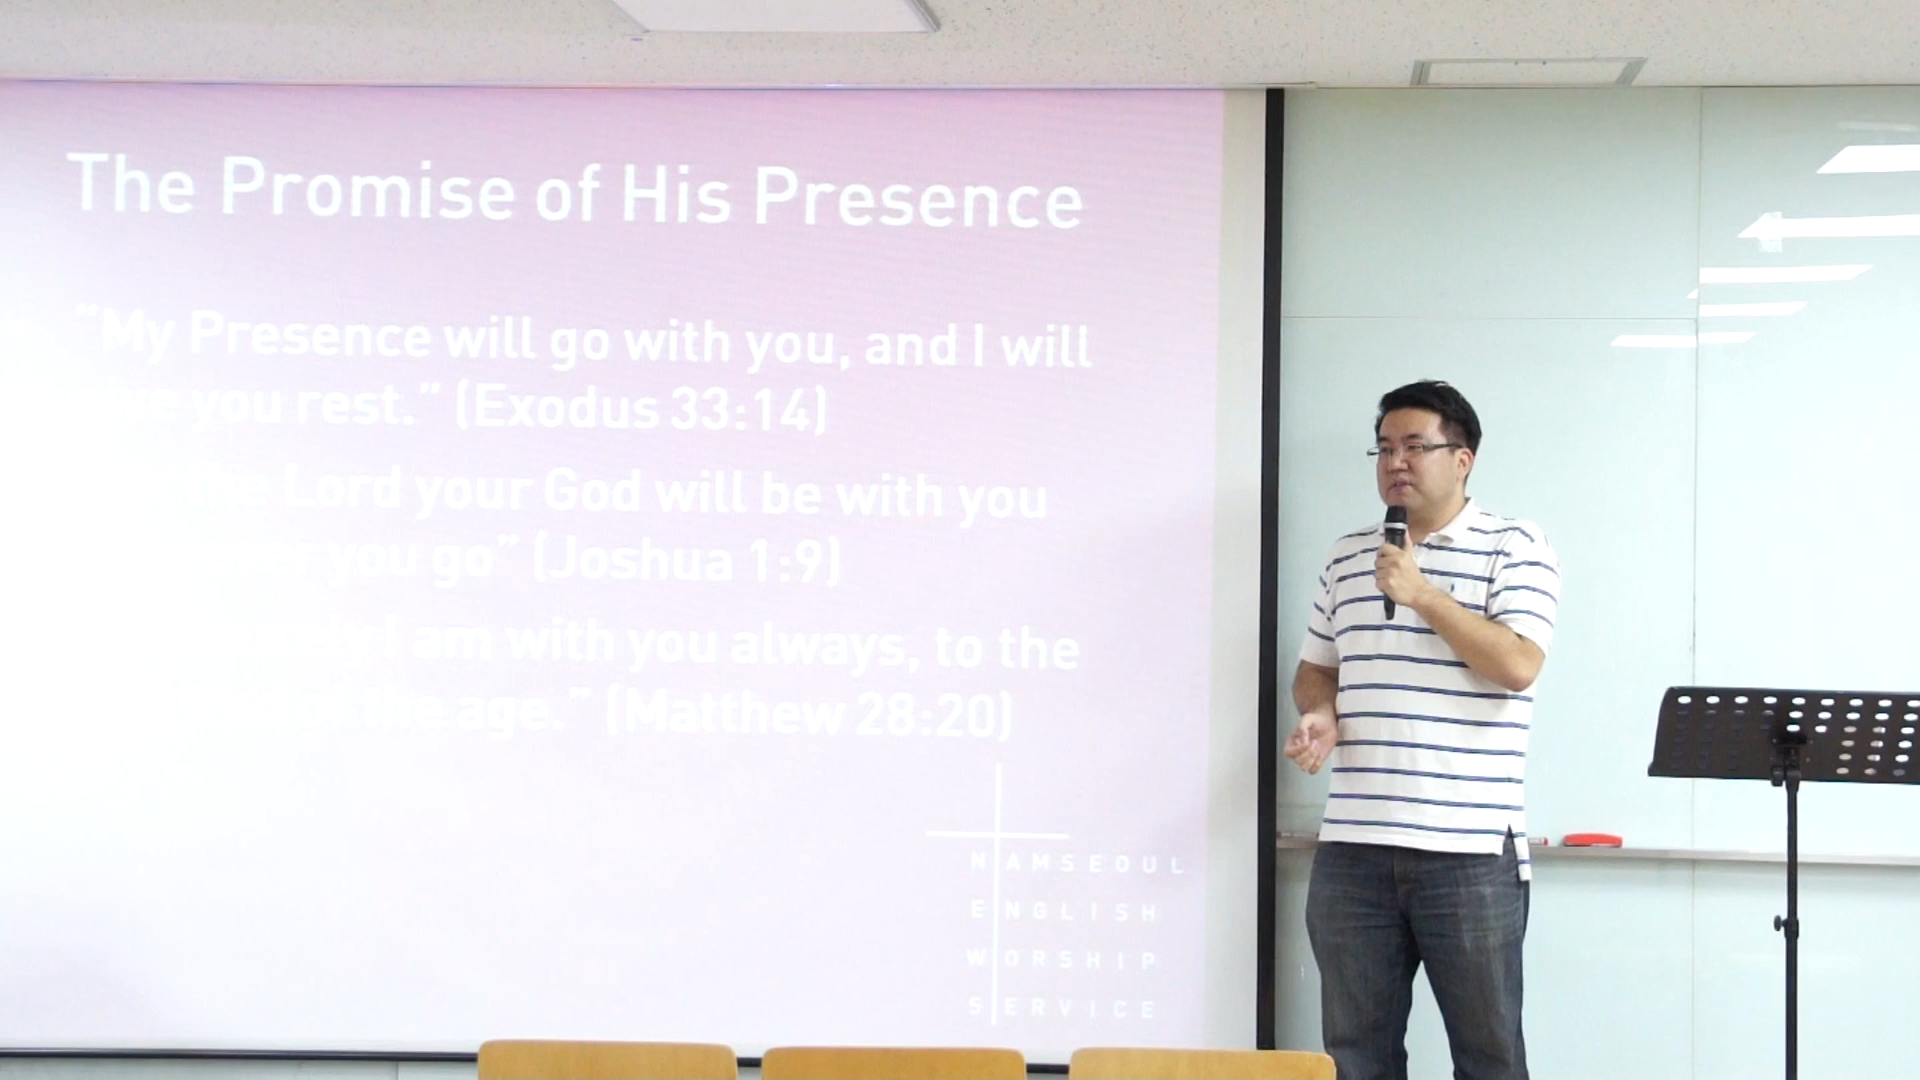 The Promise of His Presence
“My Presence will go with you, and I will
you rest.” (Exodus 33:14)
the Lord your God will be with you
you go” (Joshua 1:9)
I am with you always, to the
the age.” (Matthew 28:20)
NAMSEOUL
ENGLISH
WORSHIP
SERVICE